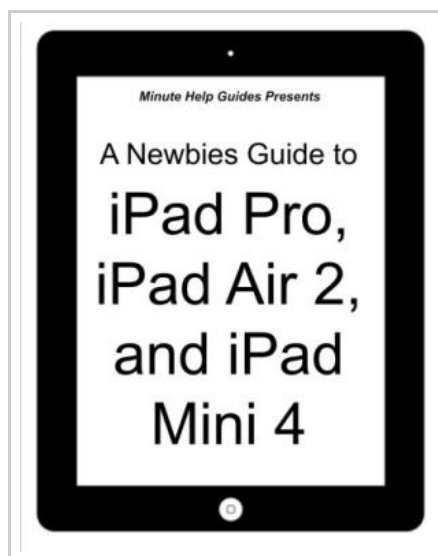 Minute Help Guides Presents
A Newbies Guide to
iPad Pro,
iPad Air 2,
and iPad
Mini 4